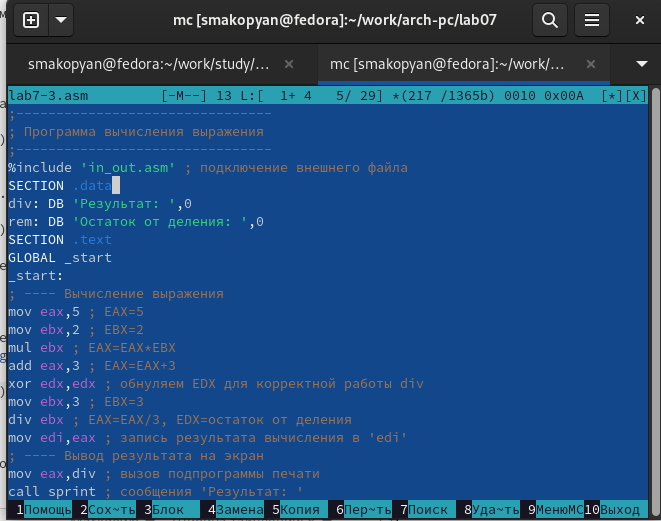 mc [smakopyan@fedora]:~/work/arch-pc/lab07
smakopyan@fedora:~/work/study/... × mc [smakopyan@fedora]:~/work/... ×
lab7-3.asm [-M--] 13 L:[ 1+ 4 5/ 29] *(217 /1365b) 0010 0x00A [*][X]
;--------------------------------
; Программа вычисления выражения
;--------------------------------
%include 'in_out.asm' ; подключение внешнего файла
SECTION .data
div: DB 'Результат: ',0
rem: DB 'Остаток от деления: ',0
SECTION .text
GLOBAL _start
_start:
; ---- Вычисление выражения
mov eax,5 ; EAX=5
mov ebx,2 ; EBX=2
mul ebx ; EAX=EAX*EBX
add eax,3 ; EAX=EAX+3
xor edx,edx ; обнуляем EDX для корректной работы div
mov ebx,3 ; EBX=3
div ebx ; EAX=EAX/3, EDX=остаток от деления
mov edi,eax ; запись результата вычисления в 'edi'
; ---- Вывод результата на экран
mov eax,div ; вызов подпрограммы печати
call sprint ; сообщения 'Результат: '
1Помощь 2Сох~ть 3Блок 4Замена 5Копия 6Пер~ть 7Поиск 8Уда~ть 9МенюMC 10Выход